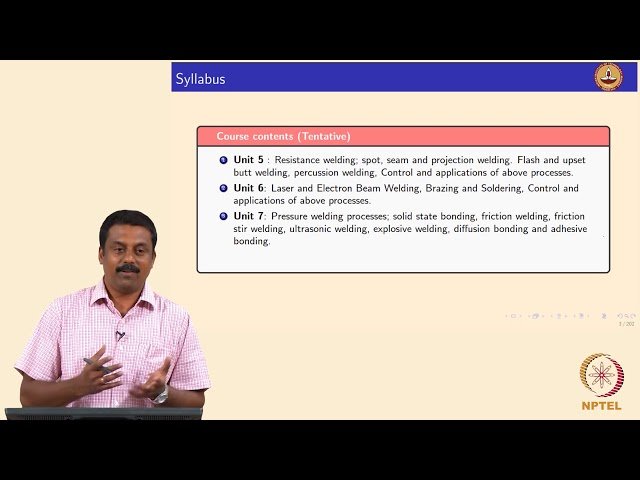 Syllabus
Course contents (Tentative)
1 Unit 5 : Resistance welding; spot, seam and projection welding. Flash and upset
butt welding, percussion welding, Control and applications of above processes.
2 Unit 6: Laser and Electron Beam Welding, Brazing and Soldering, Control and
applications of above processes.
3 Unit 7: Pressure welding processes; solid state bonding, friction welding, friction
stir welding, ultrasonic welding, explosive welding, diffusion bonding and adhesive
bonding.
NPTEL